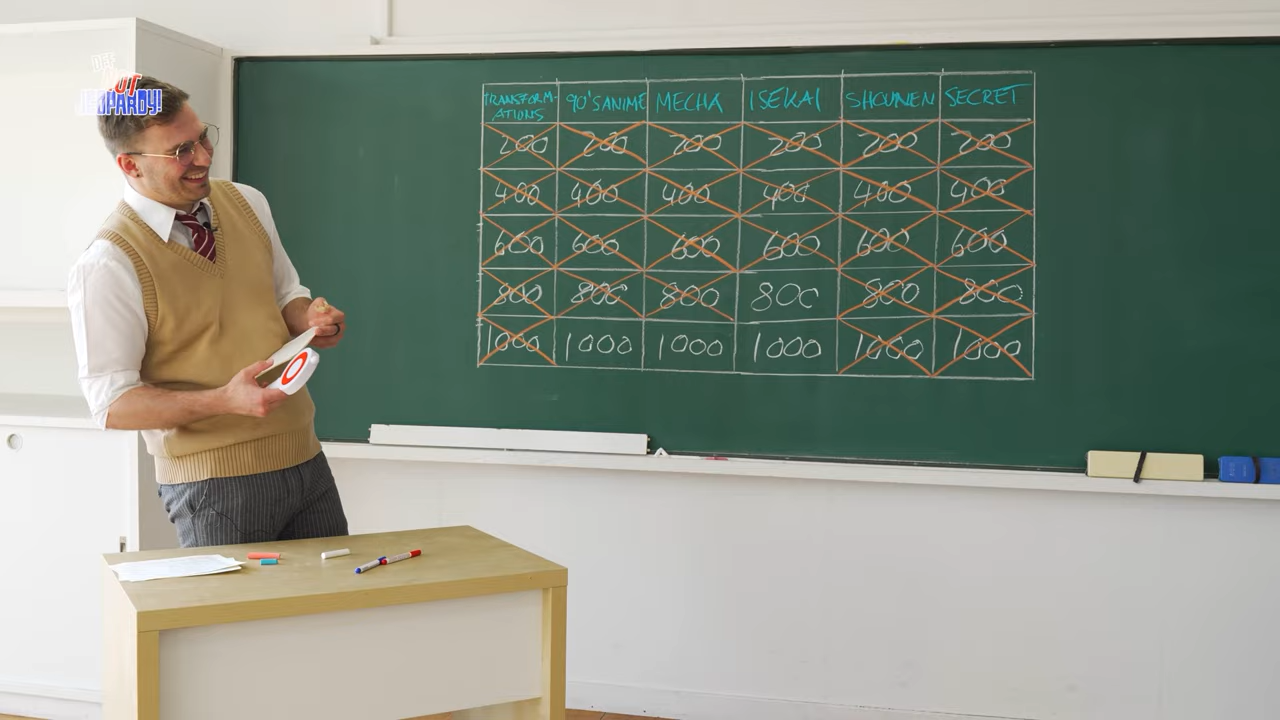 OFF
OUT
JEOPARDY!
TRANSFORM-
ATIONS
90'S ANIME
MECHA
ISEKAI
SHOUNEN
SECRET
200 200 200 200 200 200
400 400 400 400 400 400
600 600 600 600 600 600
800 800 800 800 800 800
1000 1000 1000 1000 1000 1000